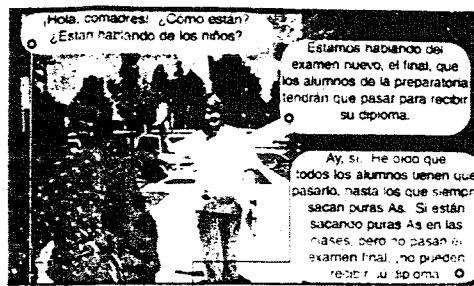 ¡Hola, comadres! ¿Cómo están?
¿Están hablando de los niños?
Estamos hablando del
examen nuevo, el final, que
los alumnos de la preparatoria
tendrán que pasar para recibir
su diploma.
Ay, sí. He oído que
todos los alumnos tienen que
pasarlo, hasta los que siempre
sacan puras As. Si están
sacando puras As en las
clases, pero no pasan el
examen final, ¡no pueden
recibir su diploma